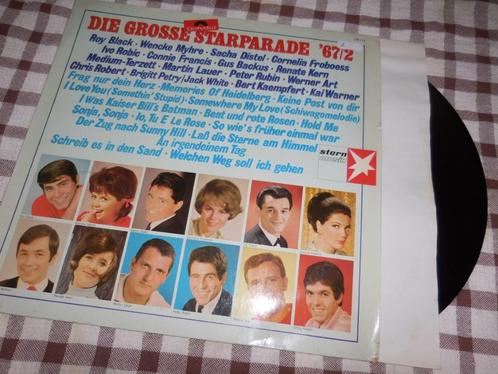 Polydor
DIE GROSSE STARPARADE '67/2
Roy Black · Wencke Myhre · Sacha Distel · Cornelia Froboess
Ivo Robic · Connie Francis · Gus Backus · Renate Kern
Medium-Terzett · Martin Lauer · Peter Rubin · Werner Art
Chris Robert · Brigitt Petry/Jack White · Bert Kaempfert · Kai Warner
Frag nur dein Herz · Memories Of Heidelberg · Keine Post von dir
I Love You (Somethin' Stupid) · Somewhere My Love (Schiwagomelodie)
I Was Kaiser Bill's Batman · Beat und rote Rosen · Hold Me
Sonja, Sonja · Io, Tu E Le Rose · So wie's früher einmal war
Der Zug nach Sunny Hill · Laß die Sterne am Himmel
An irgendeinem Tag
Schreib es in den Sand · Welchen Weg soll ich gehen
stern
musik